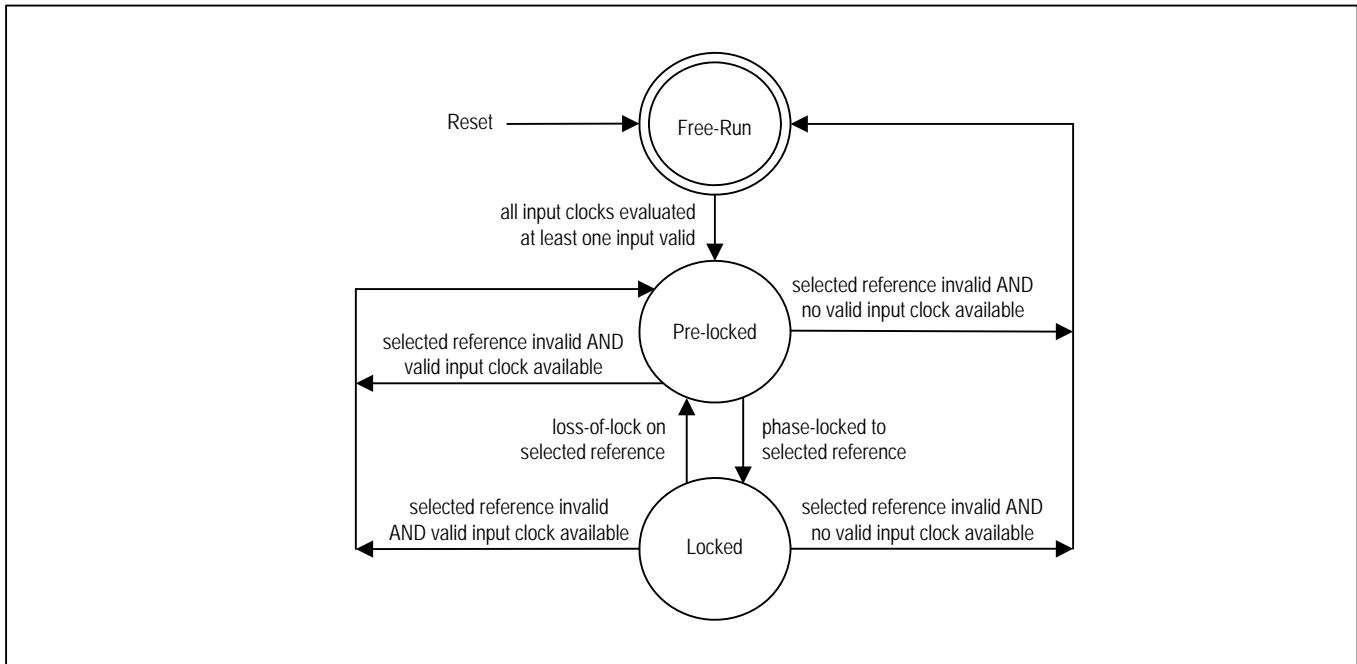 Free-Run
Reset
all input clocks evaluated
at least one input valid
selected reference invalid AND
no valid input clock available
Pre-locked
selected reference invalid AND
valid input clock available
loss-of-lock on
selected reference
phase-locked to
selected reference
selected reference invalid
AND valid input clock available
selected reference invalid AND
no valid input clock available
Locked